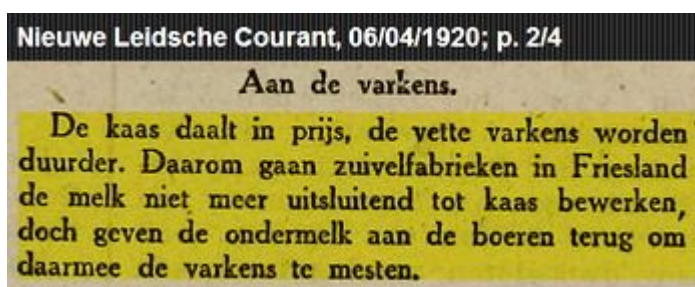 Nieuwe Leidsche Courant, 06/04/1920; p. 2/4
Aan de varkens.
De kaas daalt in prijs, de vette varkens worden
duurder. Daarom gaan zuivelfabrieken in Friesland
de melk niet meer uitsluitend tot kaas bewerken,
doch geven de ondermelk aan de boeren terug om
daarmee de varkens te mesten.